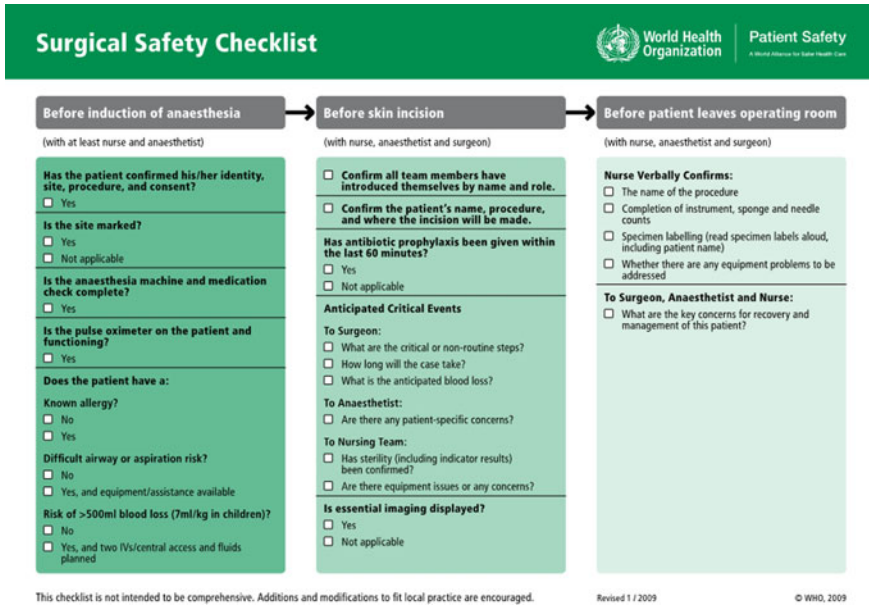 Surgical Safety Checklist
World Health
Organization
Patient Safety
A World Alliance for Safer Health Care
Before induction of anaesthesia
(with at least nurse and anaesthetist)
Has the patient confirmed his/her identity,
site, procedure, and consent?
Yes
Is the site marked?
Yes
Not applicable
Is the anaesthesia machine and medication
check complete?
Yes
Is the pulse oximeter on the patient and
functioning?
Yes
Does the patient have a:
Known allergy?
No
Yes
Difficult airway or aspiration risk?
No
Yes, and equipment/assistance available
Risk of >500ml blood loss (7ml/kg in children)?
No
Yes, and two IVs/central access and fluids
planned
Before skin incision
(with nurse, anaesthetist and surgeon)
Confirm all team members have
introduced themselves by name and role.
Confirm the patient's name, procedure,
and where the incision will be made.
Has antibiotic prophylaxis been given within
the last 60 minutes?
Yes
Not applicable
Anticipated Critical Events
To Surgeon:
What are the critical or non-routine steps?
How long will the case take?
What is the anticipated blood loss?
To Anaesthetist:
Are there any patient-specific concerns?
To Nursing Team:
Has sterility (including indicator results)
been confirmed?
Are there equipment issues or any concerns?
Is essential imaging displayed?
Yes
Not applicable
Before patient leaves operating room
(with nurse, anaesthetist and surgeon)
Nurse Verbally Confirms:
The name of the procedure
Completion of instrument, sponge and needle
counts
Specimen labelling (read specimen labels aloud,
including patient name)
Whether there are any equipment problems to be
addressed
To Surgeon, Anaesthetist and Nurse:
What are the key concerns for recovery and
management of this patient?
This checklist is not intended to be comprehensive. Additions and modifications to fit local practice are encouraged.
Revised 1 / 2009
© WHO, 2009